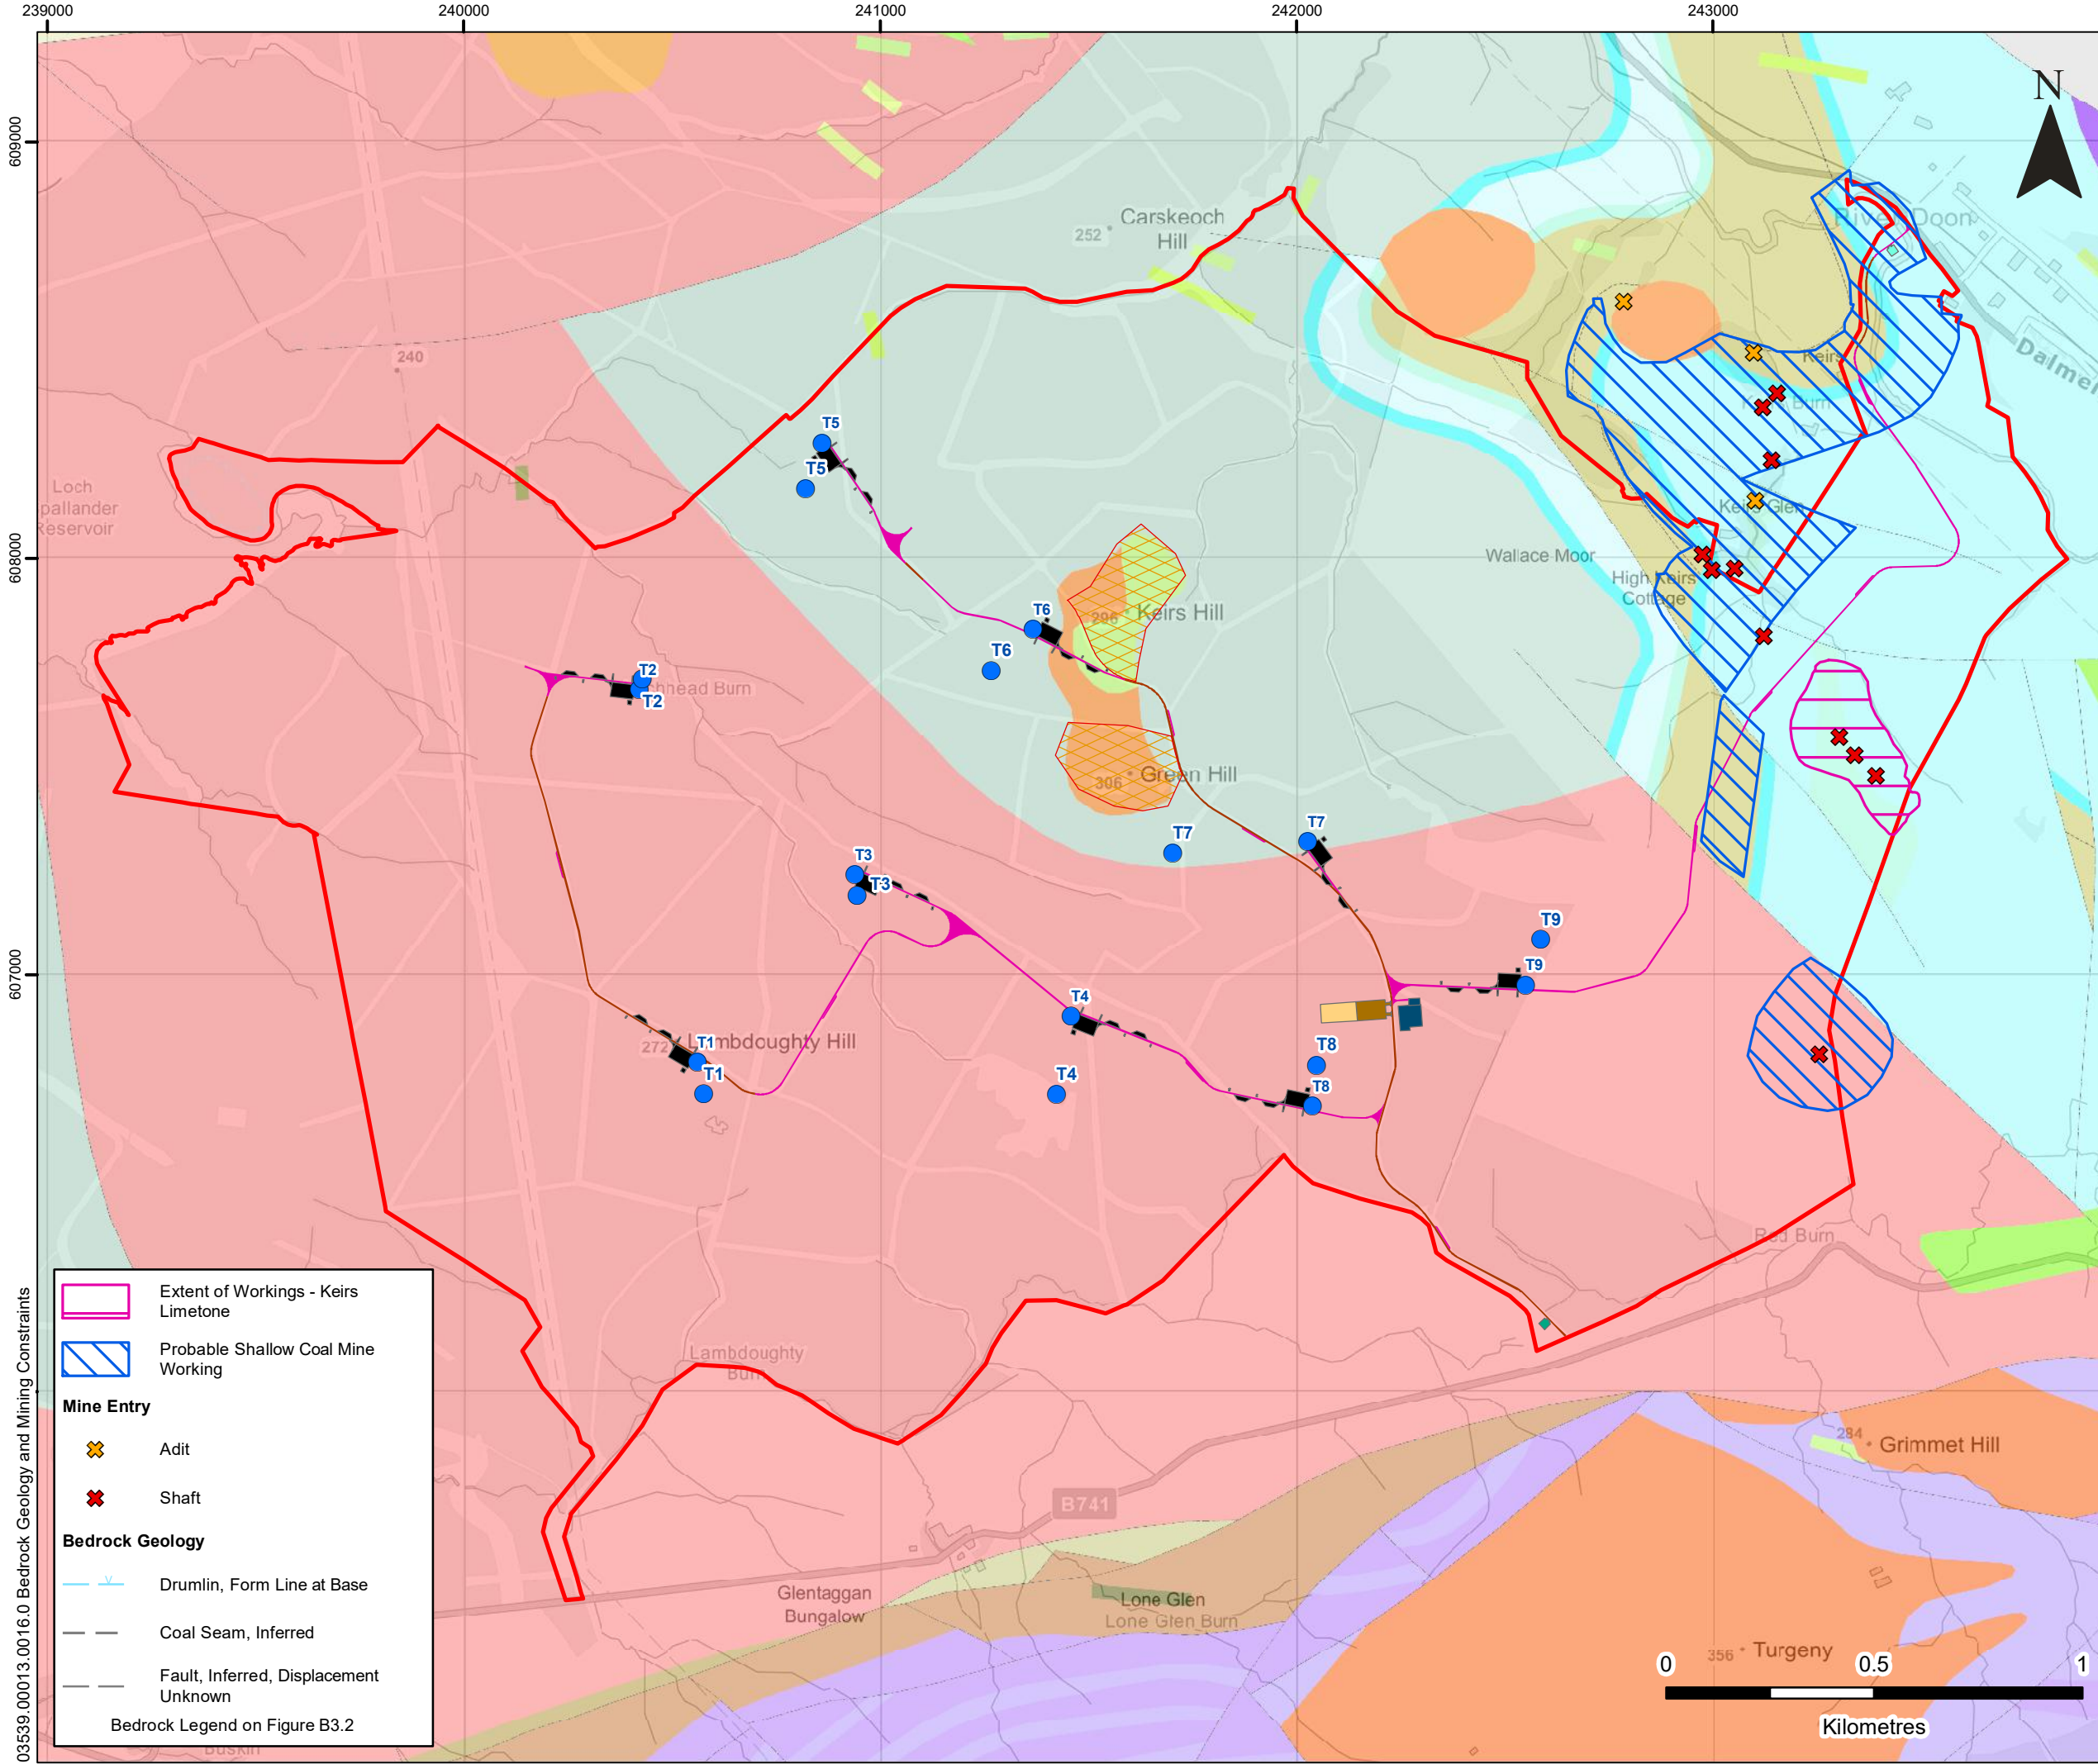 239000
240000
241000
242000
243000
609000
608000
607000
N
Carskeoch
Hill
252
River Doon
240
Keirs
Loch
pallander
Reservoir
T5
T5
Keirs Glen
Wallace Moor
High Keirs
Cottage
T6
T6
296
Keirs Hill
T2
T2
chhead Burn
306
Green Hill
T7
T7
T3
T3
T9
T9
T4
T4
T1
T1
272
Lambdoughty Hill
T8
T8
Red Burn
Lambdoughty
Burn
B741
Glentaggan
Bungalow
Lone Glen
Lone Glen Burn
284
Grimmet Hill
356
Turgeny
0
0.5
1
Kilometres
03539.00013.0016.0 Bedrock Geology and Mining Constraints
Extent of Workings - Keirs
Limetone
Probable Shallow Coal Mine
Working
Mine Entry
Adit
Shaft
Bedrock Geology
Drumlin, Form Line at Base
Coal Seam, Inferred
Fault, Inferred, Displacement
Unknown
Bedrock Legend on Figure B3.2